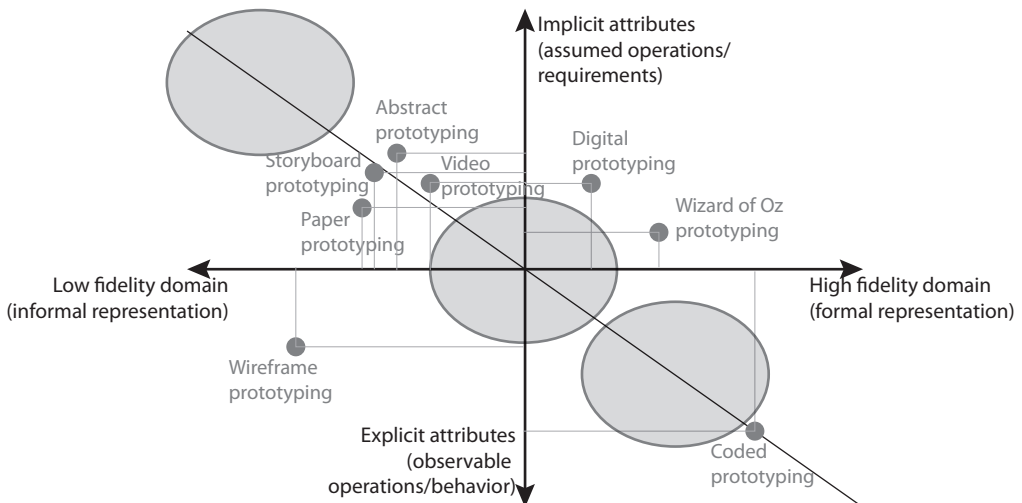 Implicit attributes
(assumed operations/
requirements)
Abstract
prototyping
Storyboard
prototyping
Video
prototyping
Digital
prototyping
Paper
prototyping
Wizard of Oz
prototyping
Low fidelity domain
(informal representation)
High fidelity domain
(formal representation)
Wireframe
prototyping
Explicit attributes
(observable
operations/behavior)
Coded
prototyping